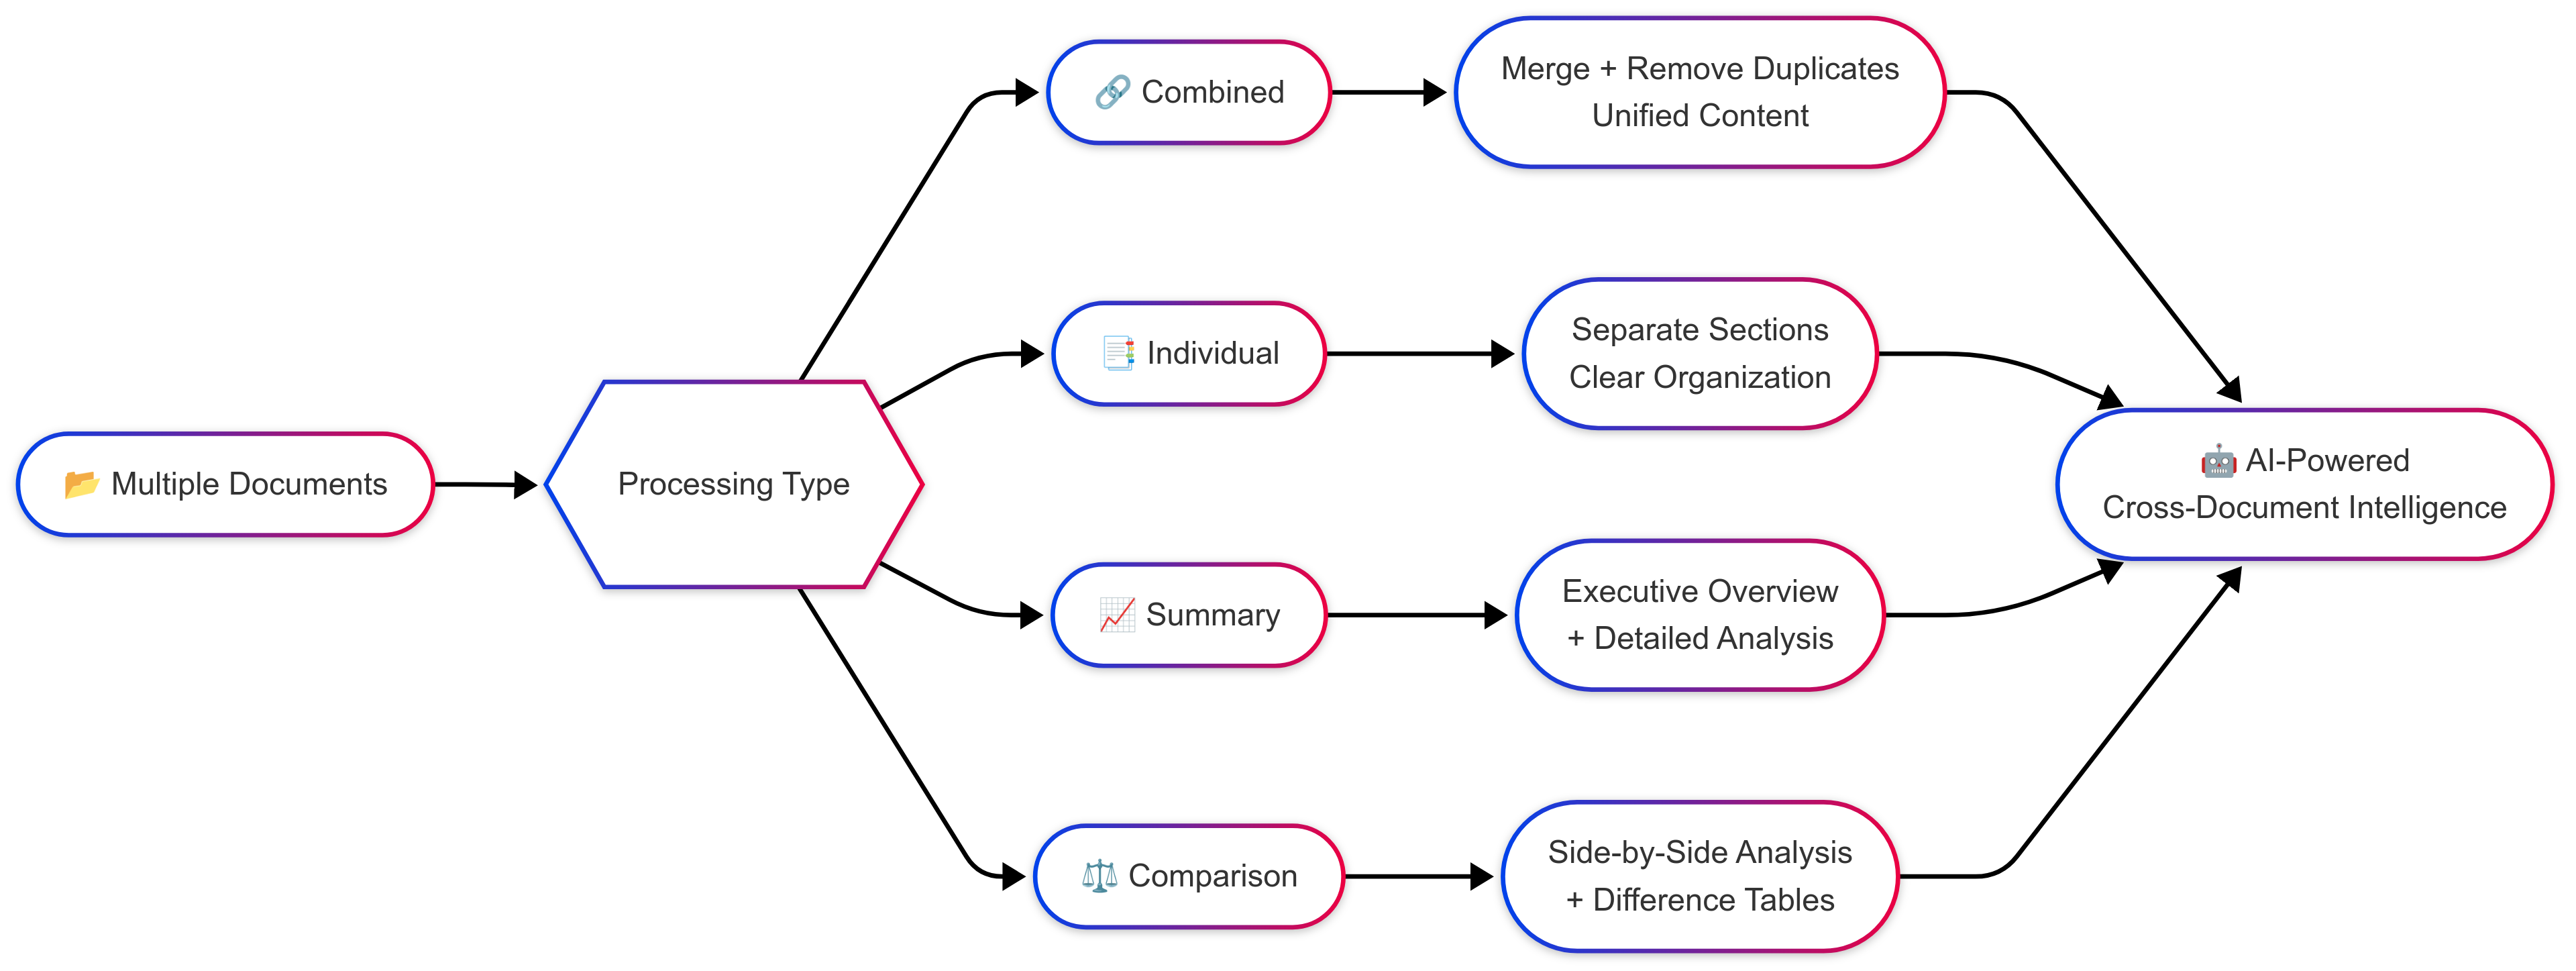 📂 Multiple Documents
Processing Type
🔗 Combined
Merge + Remove Duplicates
Unified Content
📑 Individual
Separate Sections
Clear Organization
📈 Summary
Executive Overview
+ Detailed Analysis
⚖️ Comparison
Side-by-Side Analysis
+ Difference Tables
🤖 AI-Powered
Cross-Document Intelligence